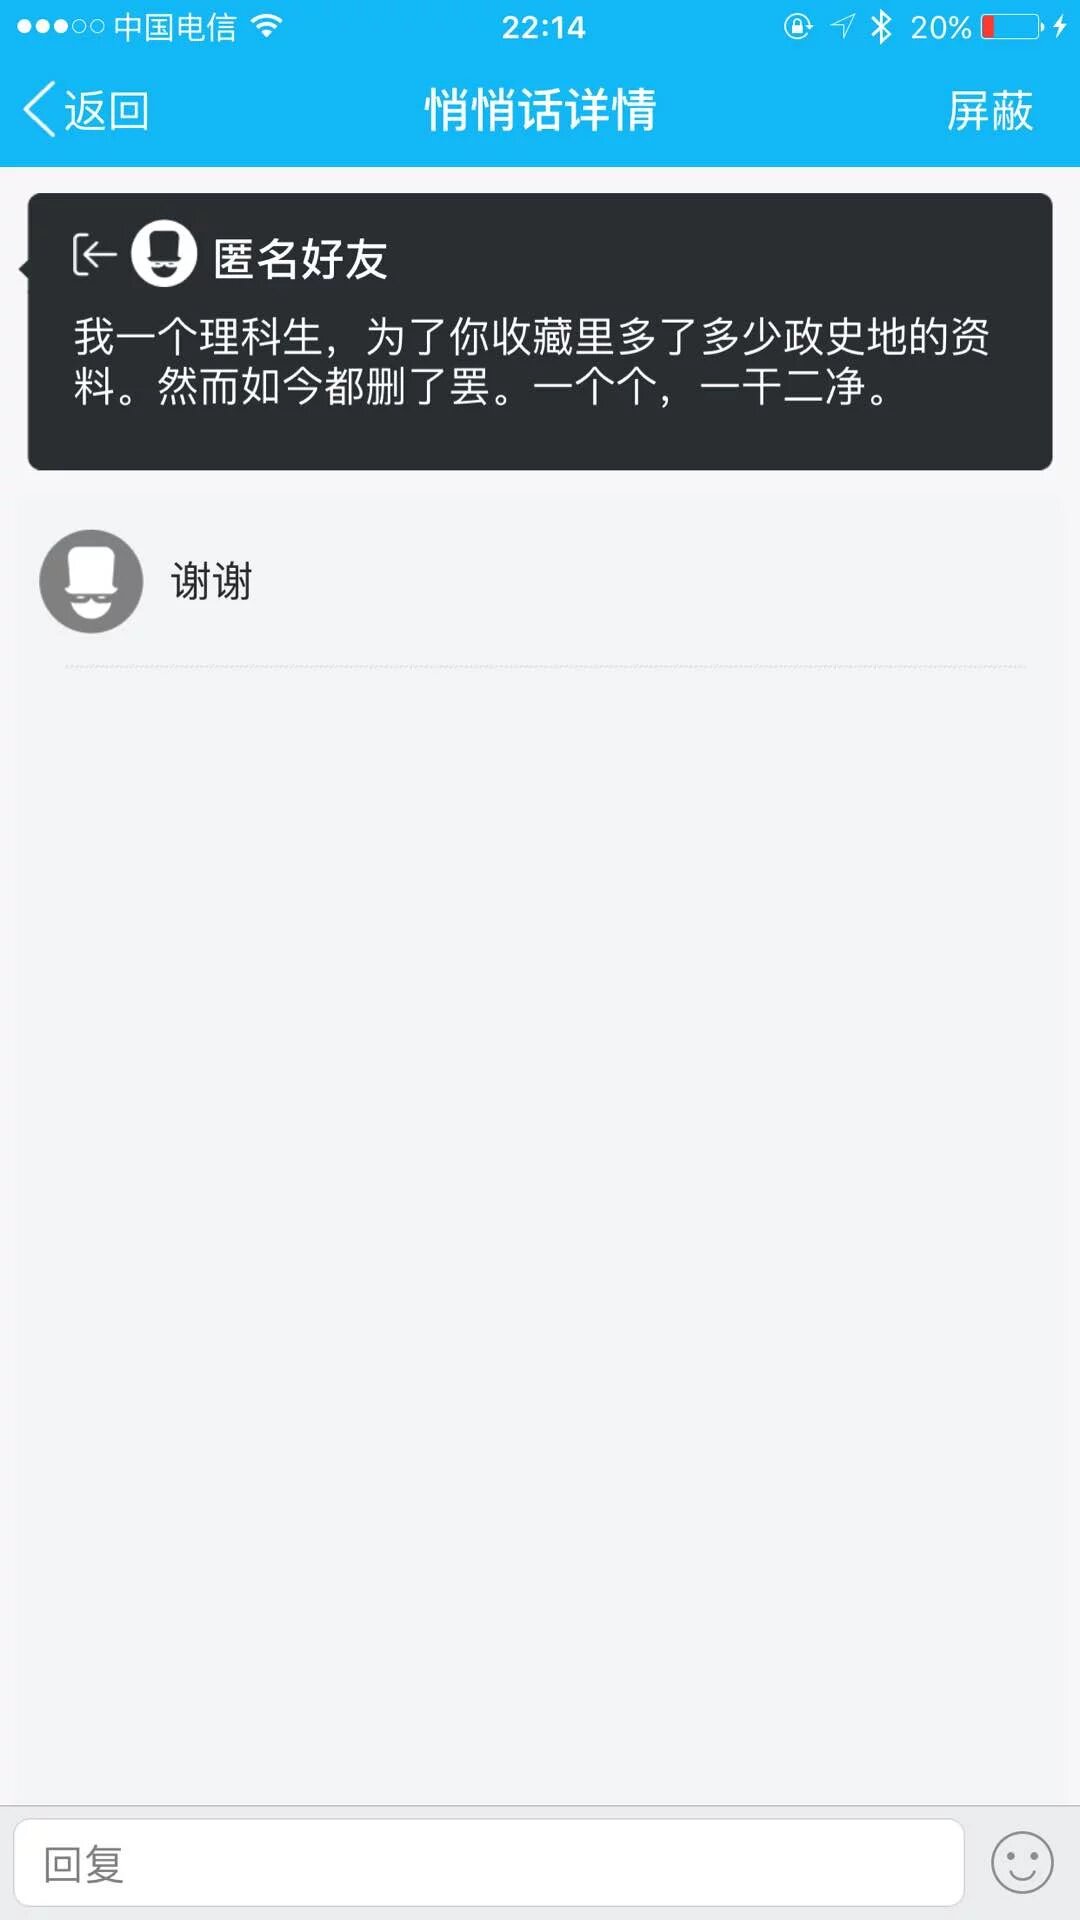 中国电信 22:14 20%
返回 悄悄话详情 屏蔽
匿名好友
我一个理科生，为了你收藏里多了多少政史地的资
料。然而如今都删了罢。一个个，一干二净。
谢谢
回复